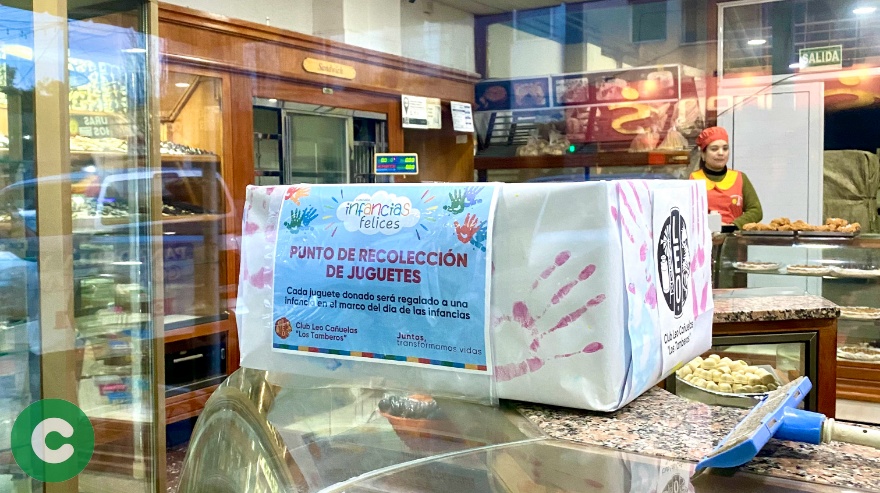 Sandwich
SALIDA
infancias
felices
PUNTO DE RECOLECCIÓN
DE JUGUETES
Cada juguete donado será regalado a una
infancia en el marco del día de las infancias
Club Leo Cañuelas
"Los Tamberos"
Juntos,
transformamos vidas
Club Leo Cañuelas
"Los Tamberos"
C